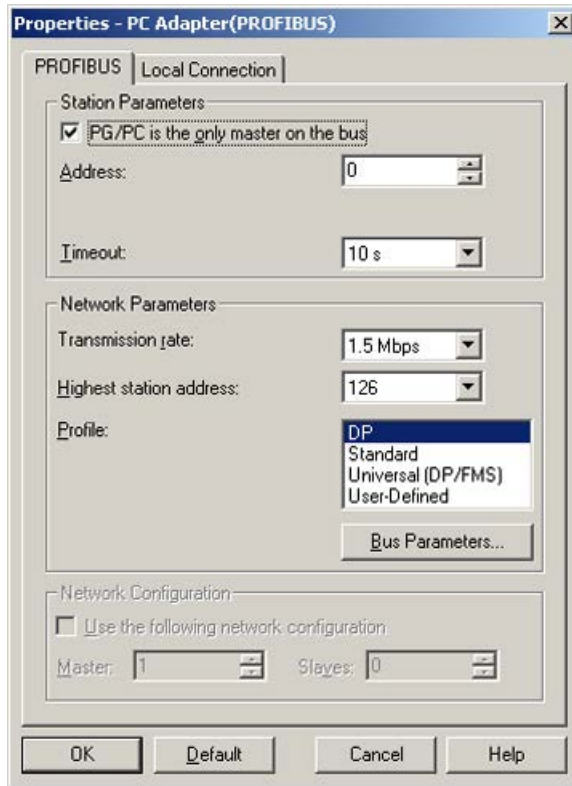 Properties - PC Adapter(PROFIBUS)
PROFIBUS Local Connection
Station Parameters
PG/PC is the only master on the bus
Address: 0
Timeout: 10 s
Network Parameters
Transmission rate: 1.5 Mbps
Highest station address: 126
Profile: DP
Standard
Universal (DP/FMS)
User-Defined
Bus Parameters...
Network Configuration
Use the following network configuration
Master: 1 Slaves: 0
OK Default Cancel Help